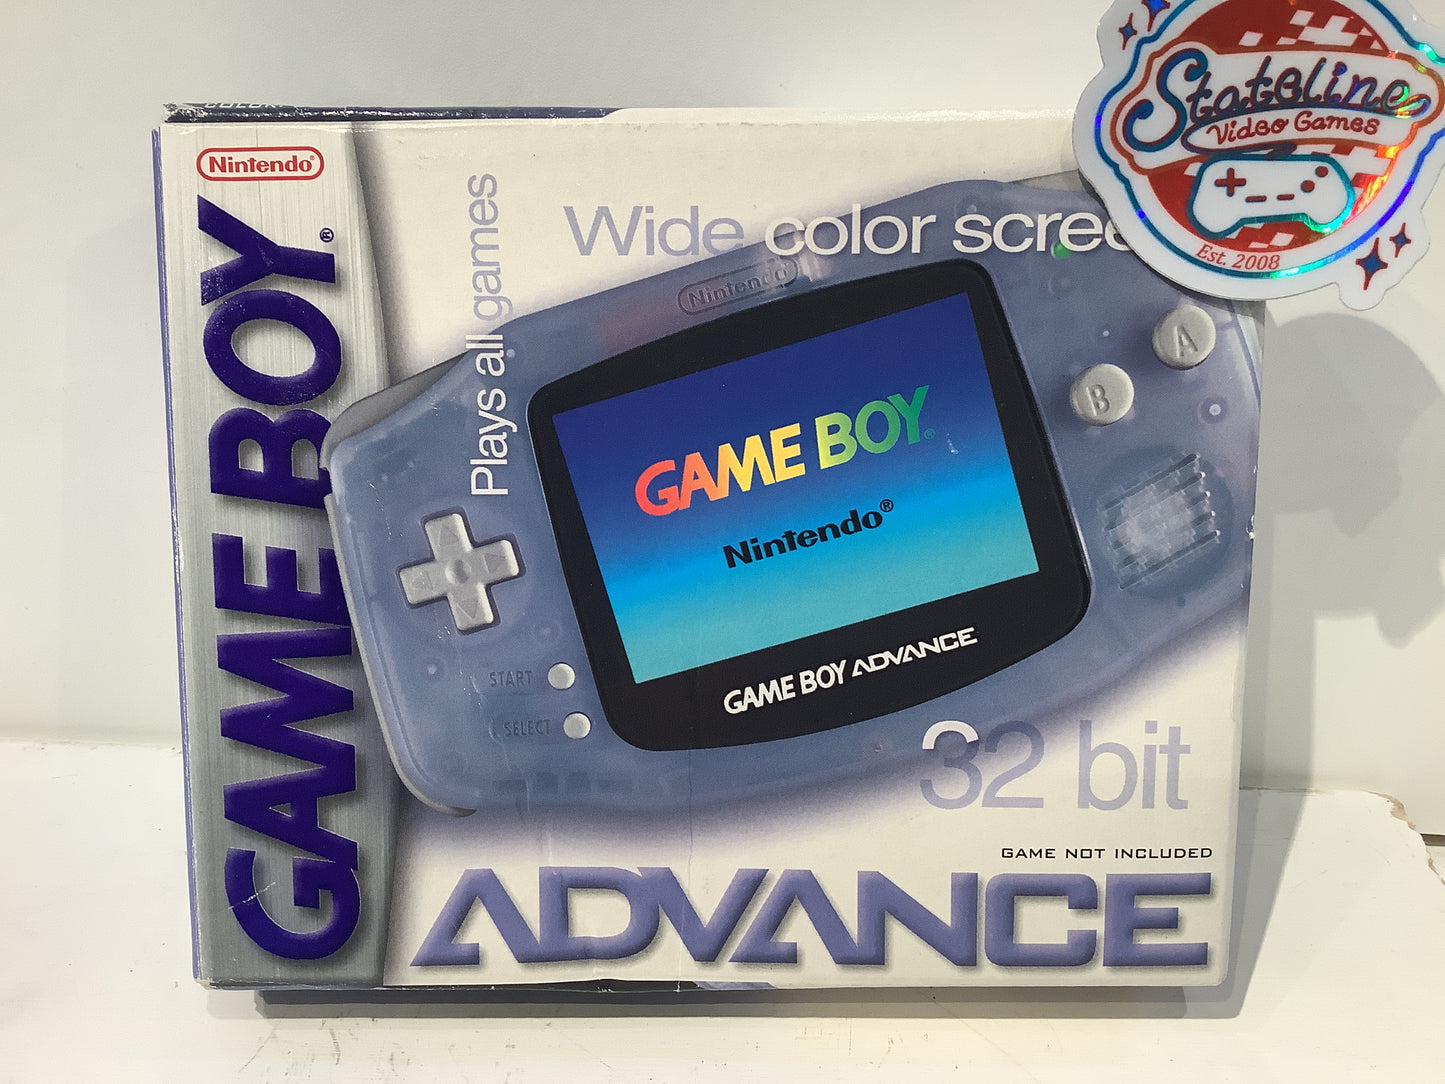 COLOR
Nintendo®
GAME BOY®
Plays all games
Wide color scree
Nintendo
A
B
GAME BOY®
Nintendo®
GAME BOY ADVANCE
START
SELECT
32 bit
GAME NOT INCLUDED
ADVANCE
Stateline
Video Games
Est. 2008